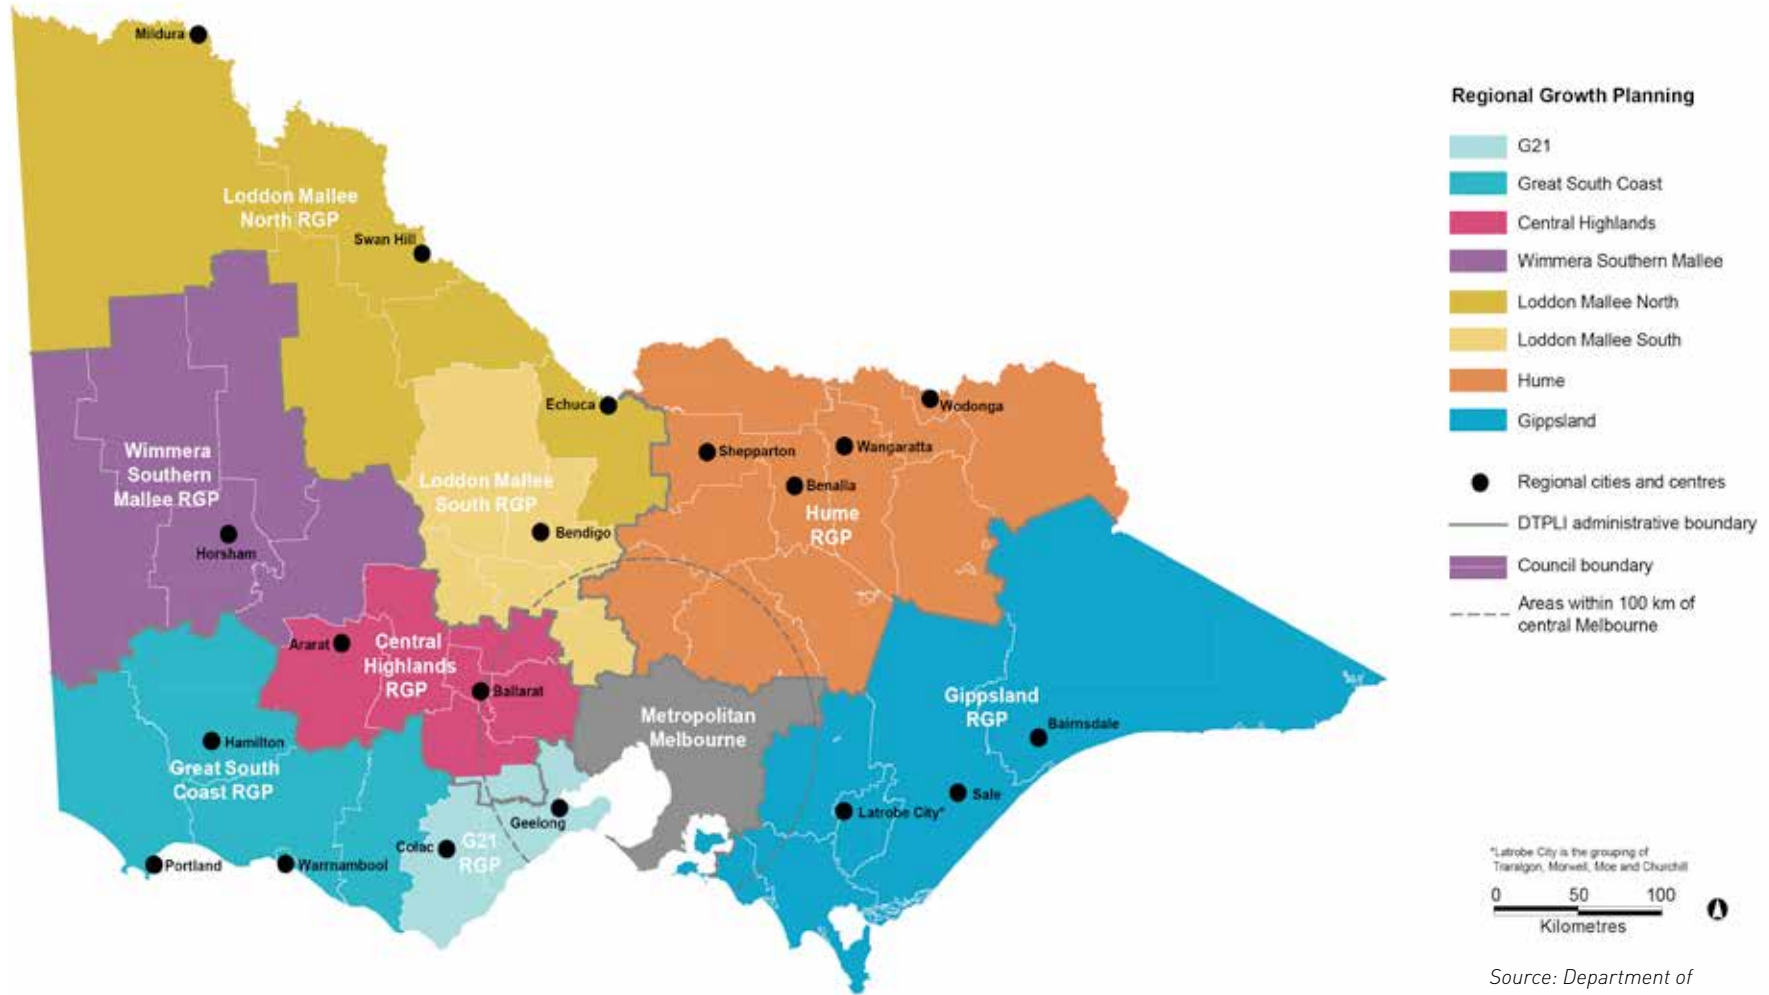 Mildura
Loddon Mallee
North RGP
Swan Hill
Echuca
Wodonga
Shepparton
Wangaratta
Benalla
Hume
RGP
Wimmera
Southern
Mallee RGP
Loddon Mallee
South RGP
Bendigo
Horsham
Ararat
Central
Highlands
RGP
Ballarat
Metropolitan
Melbourne
Gippsland
RGP
Bairnsdale
Hamilton
Great South
Coast RGP
Geelong
Latrobe City*
Sale
Colac
G21
RGP
Portland
Warrnambool
Regional Growth Planning
G21
Great South Coast
Central Highlands
Wimmera Southern Mallee
Loddon Mallee North
Loddon Mallee South
Hume
Gippsland
Regional cities and centres
DTPLI administrative boundary
Council boundary
Areas within 100 km of
central Melbourne
*Latrobe City is the grouping of
Traralgon, Morwell, Moe and Churchill
0 50 100
Kilometres
Source: Department of